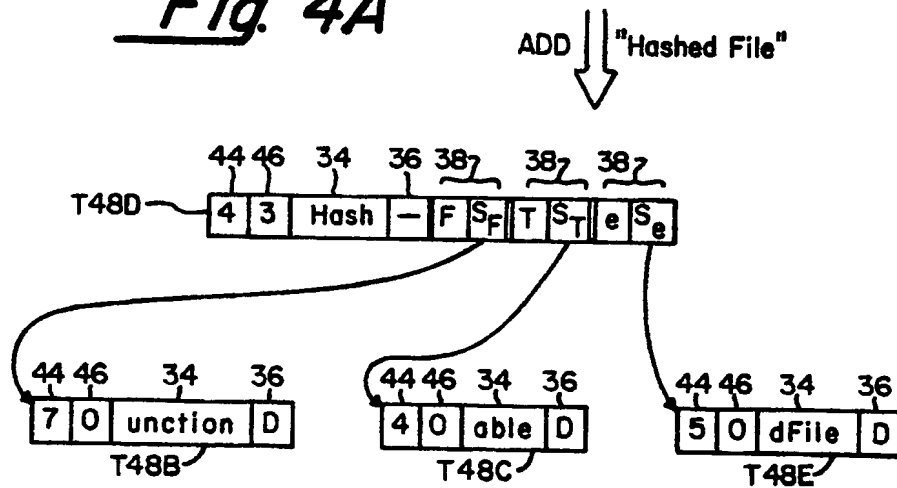 Fig. 4A
ADD "Hashed File"
44 46 34 36 38 38 38
T48D 4 3 Hash — F SF T ST e Se
44 46 34 36 44 46 34 36 44 46 34 36
7 0 unction D 4 0 able D 5 0 dFile D
T48B T48C T48E